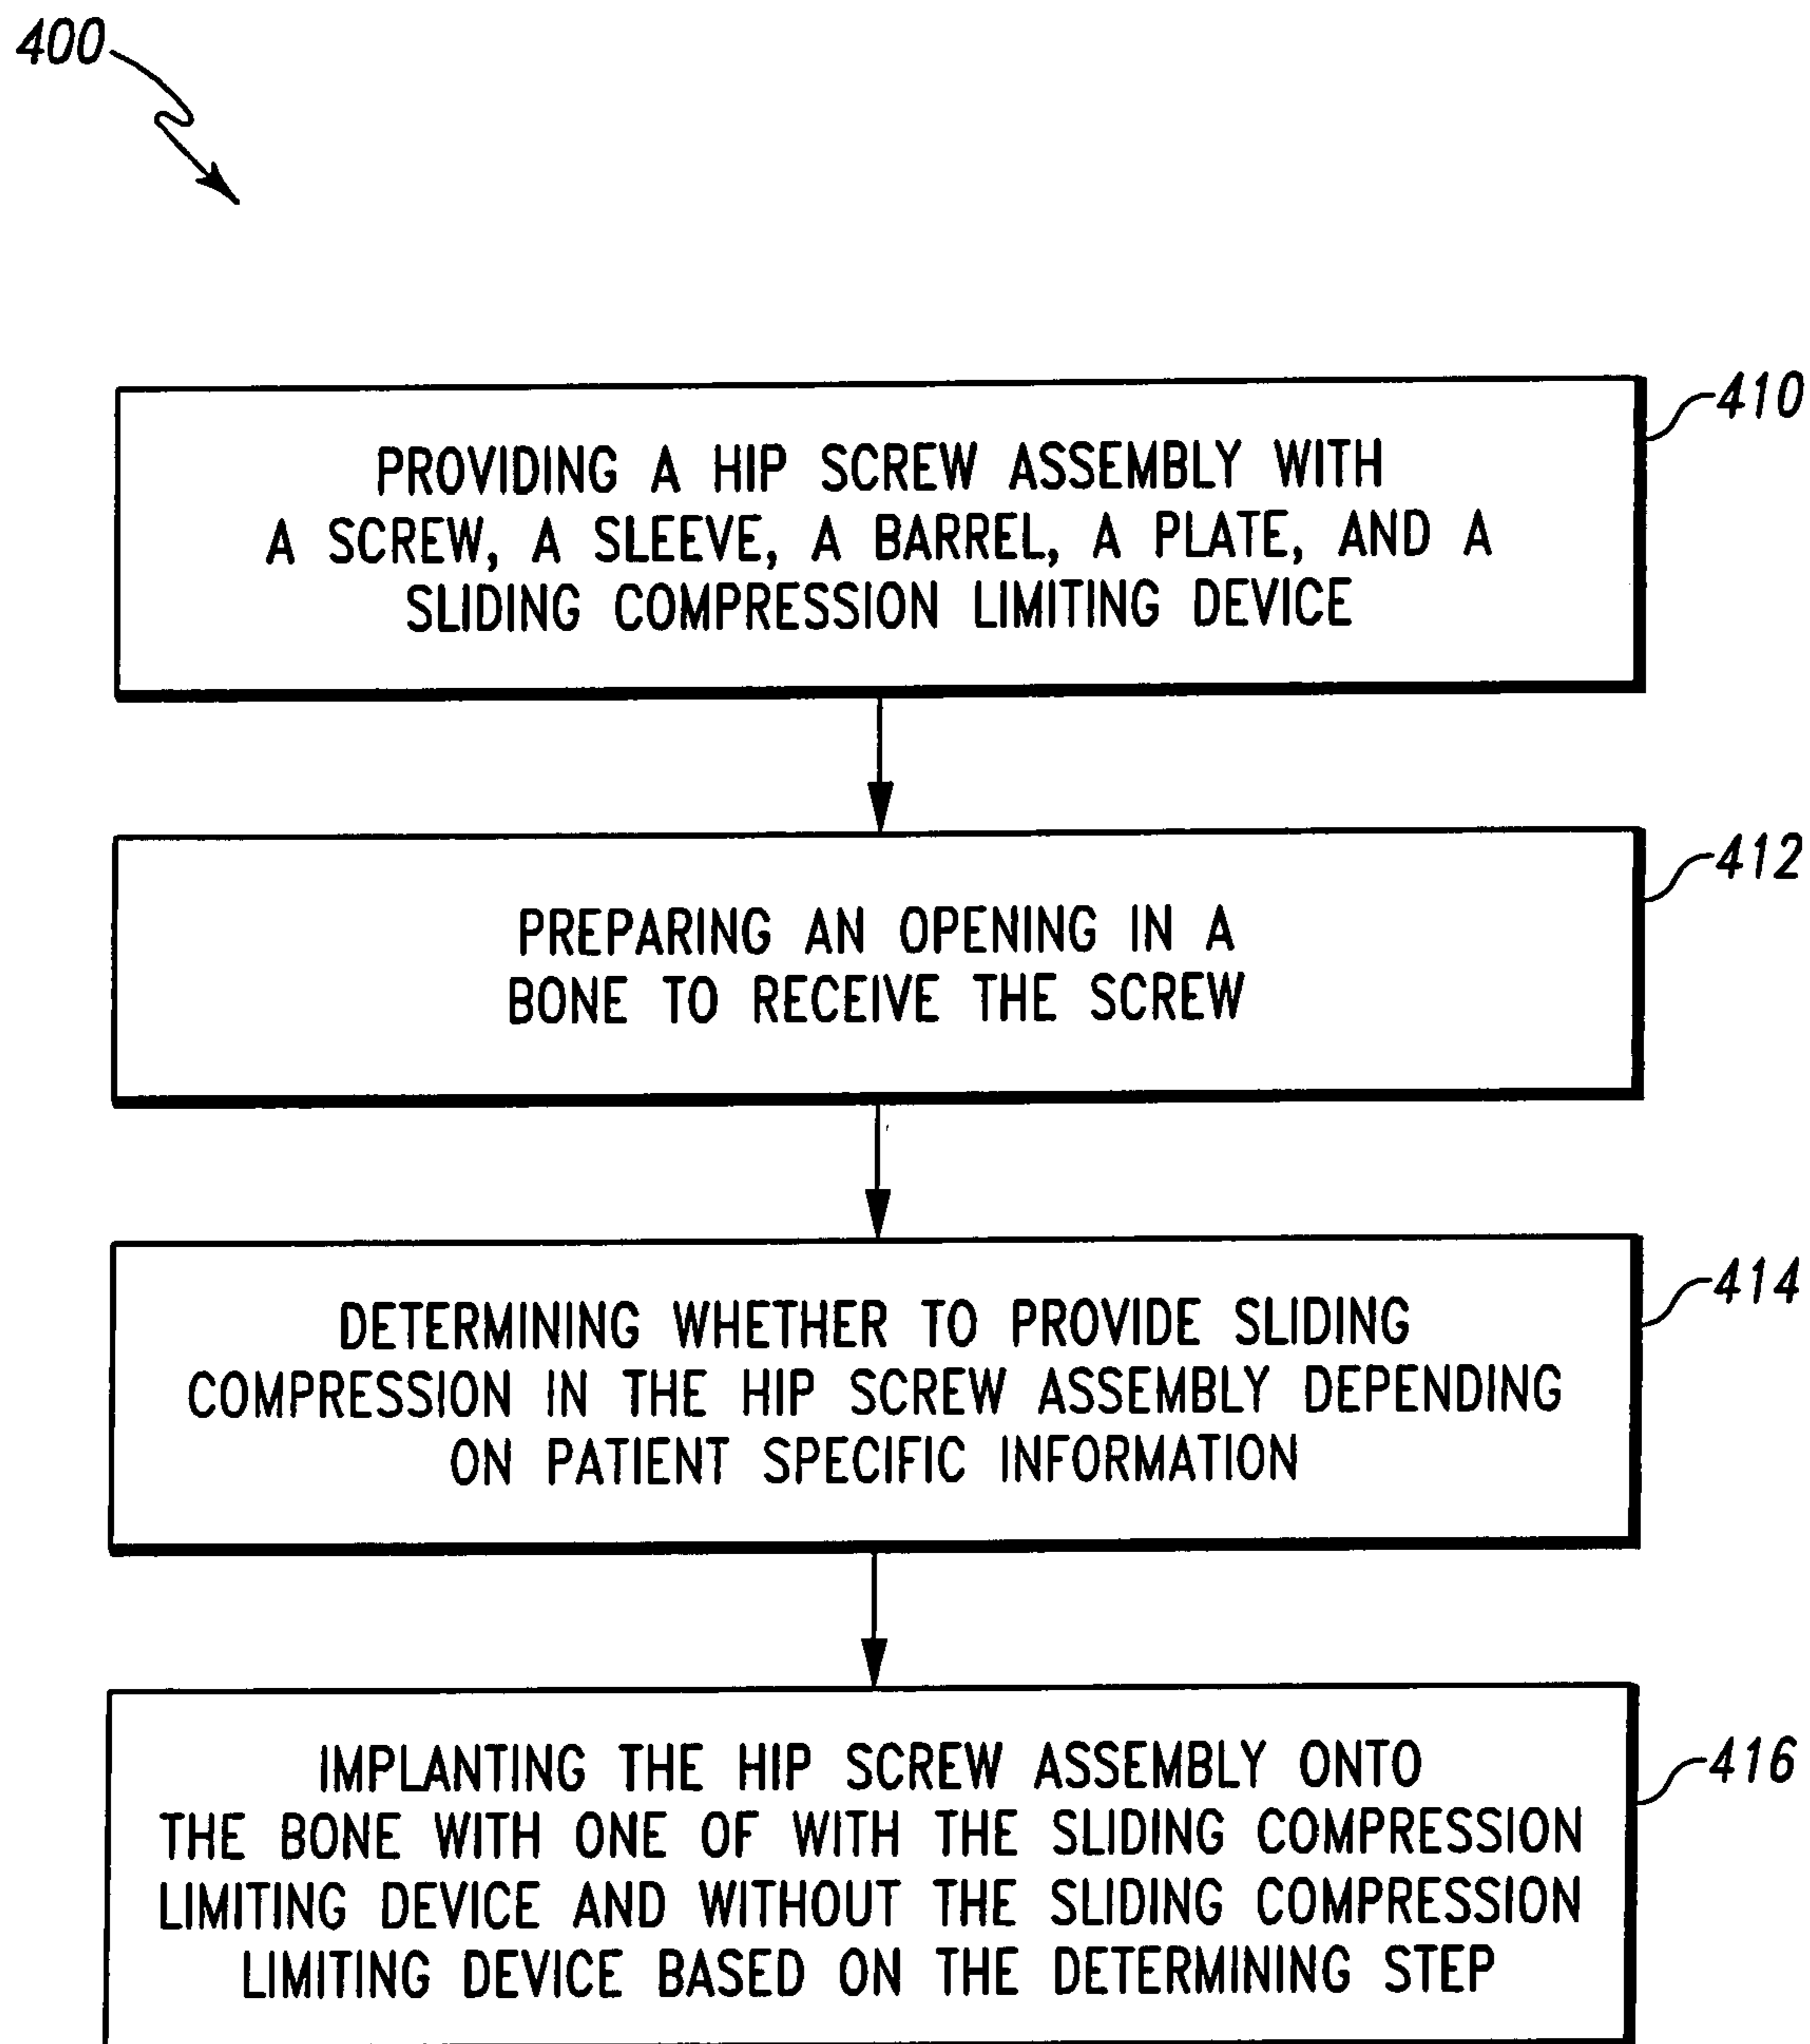 400
410
PROVIDING A HIP SCREW ASSEMBLY WITH
A SCREW, A SLEEVE, A BARREL, A PLATE, AND A
SLIDING COMPRESSION LIMITING DEVICE
412
PREPARING AN OPENING IN A
BONE TO RECEIVE THE SCREW
414
DETERMINING WHETHER TO PROVIDE SLIDING
COMPRESSION IN THE HIP SCREW ASSEMBLY DEPENDING
ON PATIENT SPECIFIC INFORMATION
416
IMPLANTING THE HIP SCREW ASSEMBLY ONTO
THE BONE WITH ONE OF WITH THE SLIDING COMPRESSION
LIMITING DEVICE AND WITHOUT THE SLIDING COMPRESSION
LIMITING DEVICE BASED ON THE DETERMINING STEP